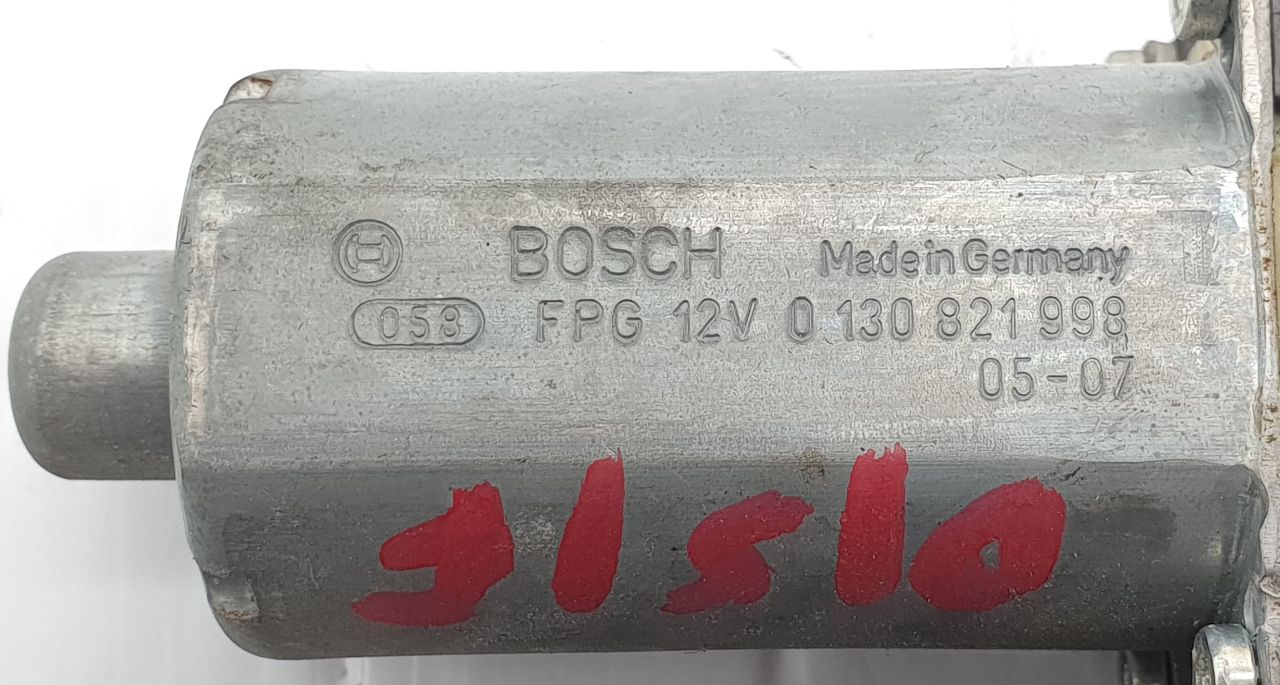 BOSCH Made in Germany
058 FPG 12V 0 130 821 998
05-07
91510